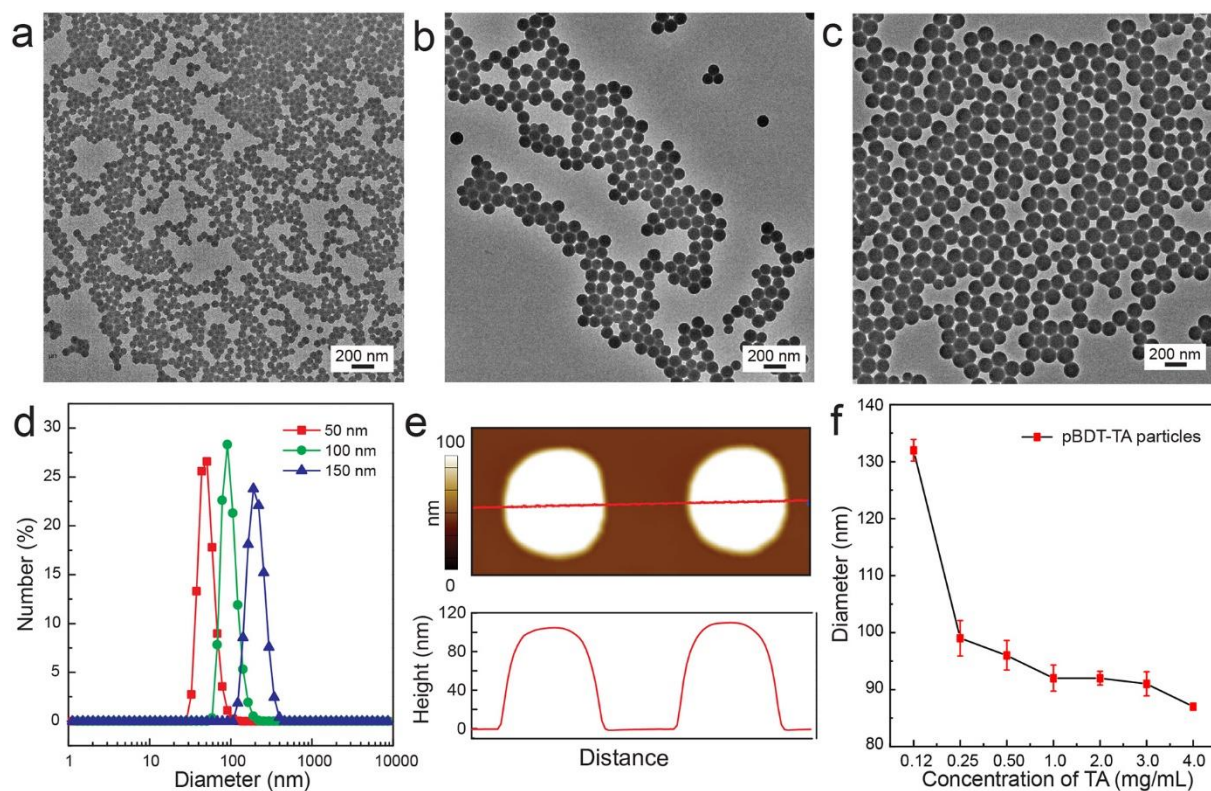 a
b
c
200 nm
200 nm
200 nm
d
Number (%)
30
25
20
15
10
5
0
50 nm
100 nm
150 nm
1
10
100
1000
10000
Diameter (nm)
e
100
nm
0
Height (nm)
120
80
40
0
Distance
f
Diameter (nm)
140
130
120
110
100
90
80
pBDT-TA particles
0.12
0.25
0.50
1.0
2.0
3.0
4.0
Concentration of TA (mg/mL)